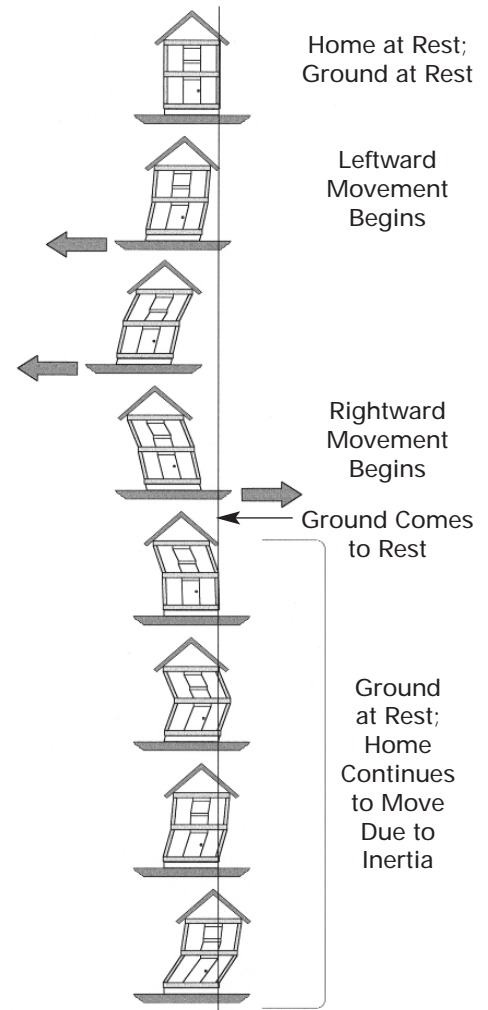 Home at Rest;
Ground at Rest
Leftward
Movement
Begins
Rightward
Movement
Begins
Ground Comes
to Rest
Ground
at Rest;
Home
Continues
to Move
Due to
Inertia